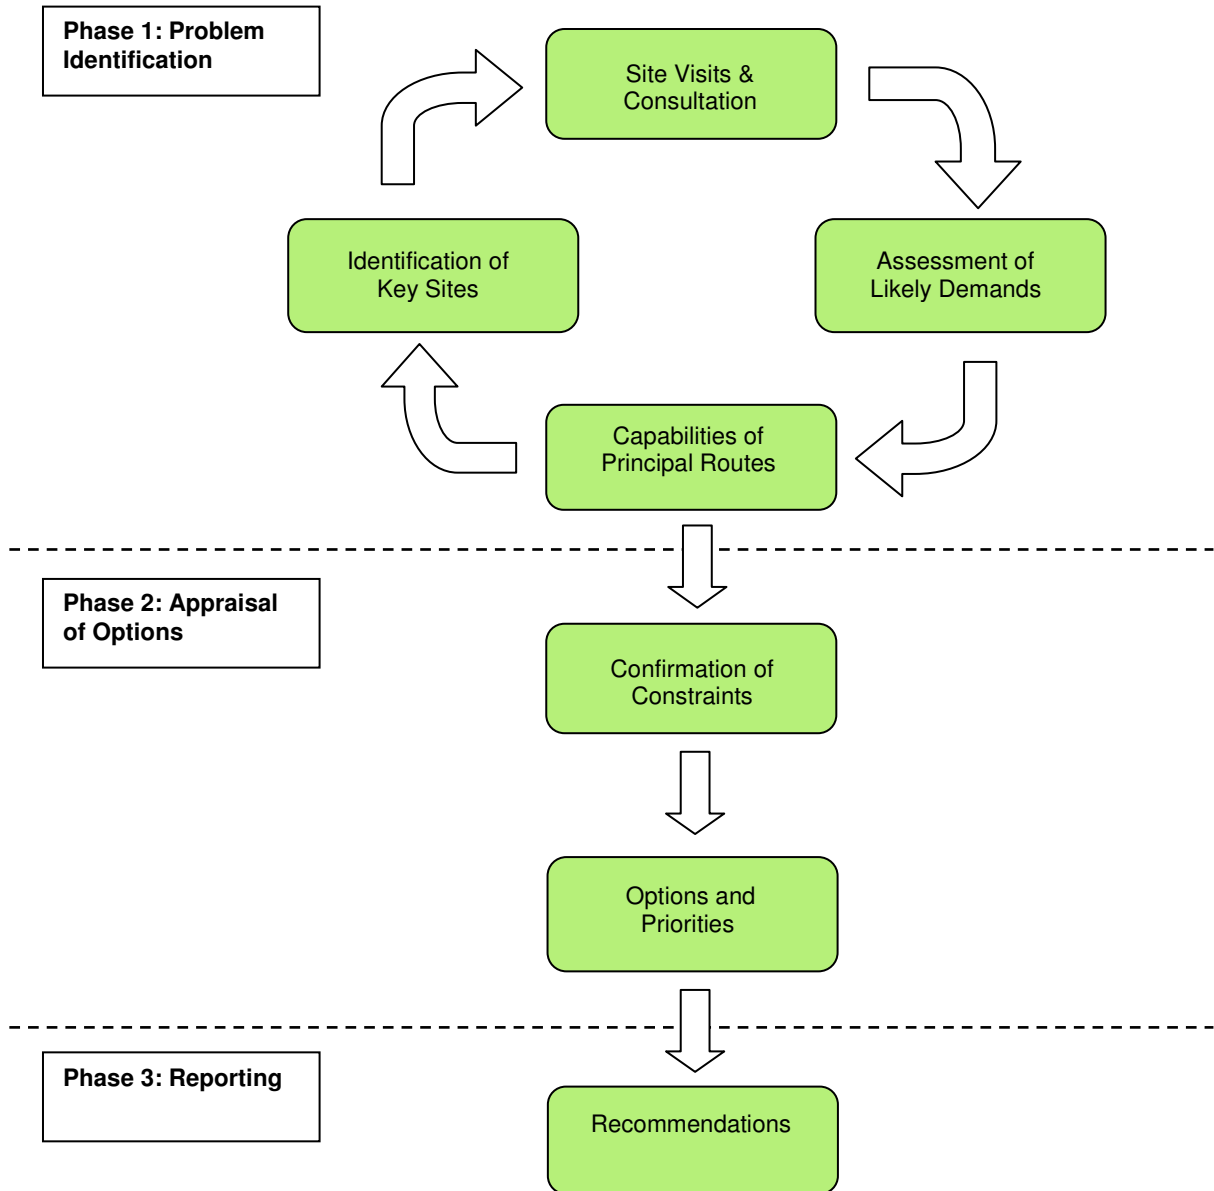 Phase 1: Problem
Identification
Site Visits &
Consultation
Identification of
Key Sites
Assessment of
Likely Demands
Capabilities of
Principal Routes
Phase 2: Appraisal
of Options
Confirmation of
Constraints
Options and
Priorities
Phase 3: Reporting
Recommendations